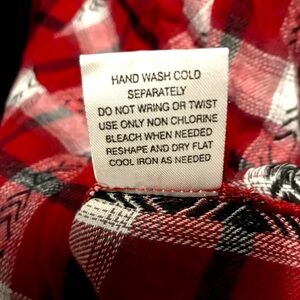 HAND WASH COLD
SEPARATELY
DO NOT WRING OR TWIST
USE ONLY NON CHLORINE
BLEACH WHEN NEEDED
RESHAPE AND DRY FLAT
COOL IRON AS NEEDED